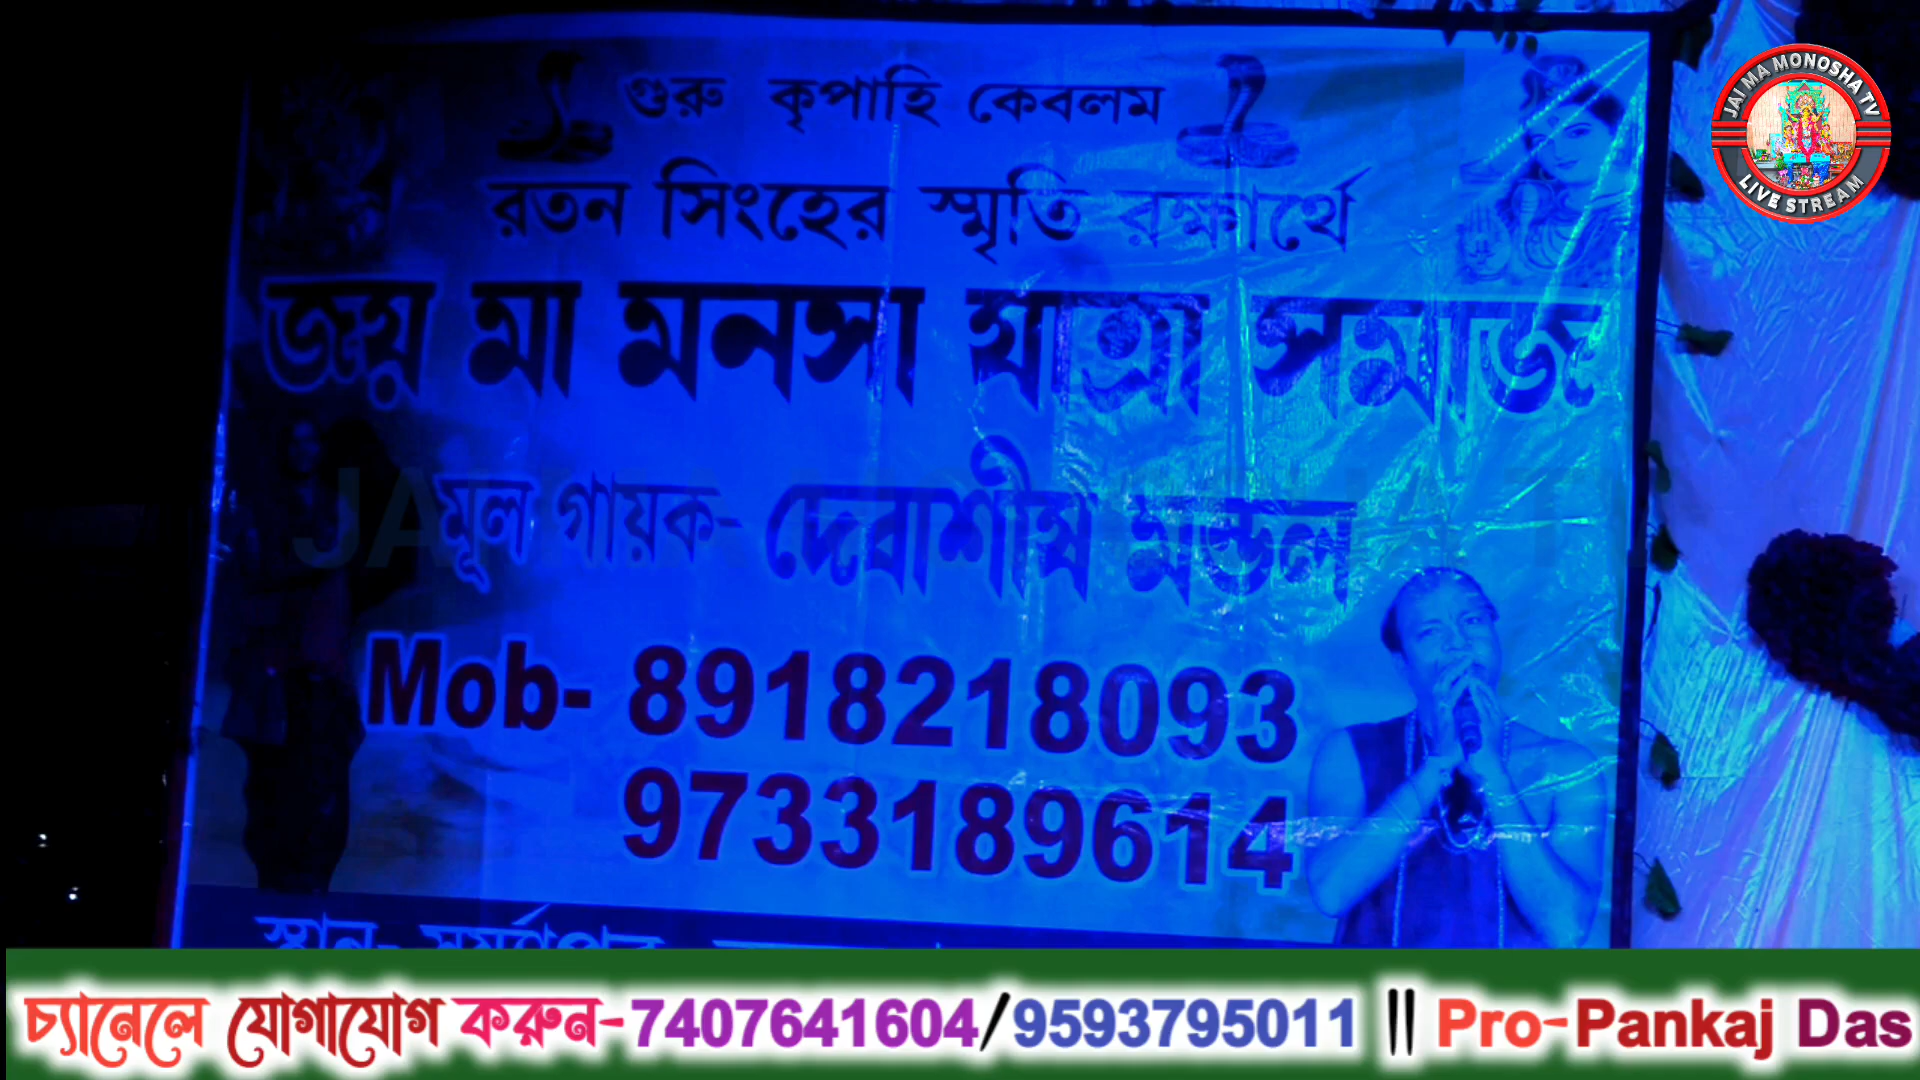 গুরু কৃপাহি কেবলম
রতন সিংহের স্মৃতি রক্ষার্থে
জয় মা মনসা যাত্রা সমাজ
মূল গায়ক- দেবাশীষ মন্ডল
Mob- 8918218093
9733189614
স্থান-
JAI MA MONOSHA TV
LIVE STREAM
চ্যানেলে যোগাযোগ করুন-7407641604/9593795011 || Pro-Pankaj Das